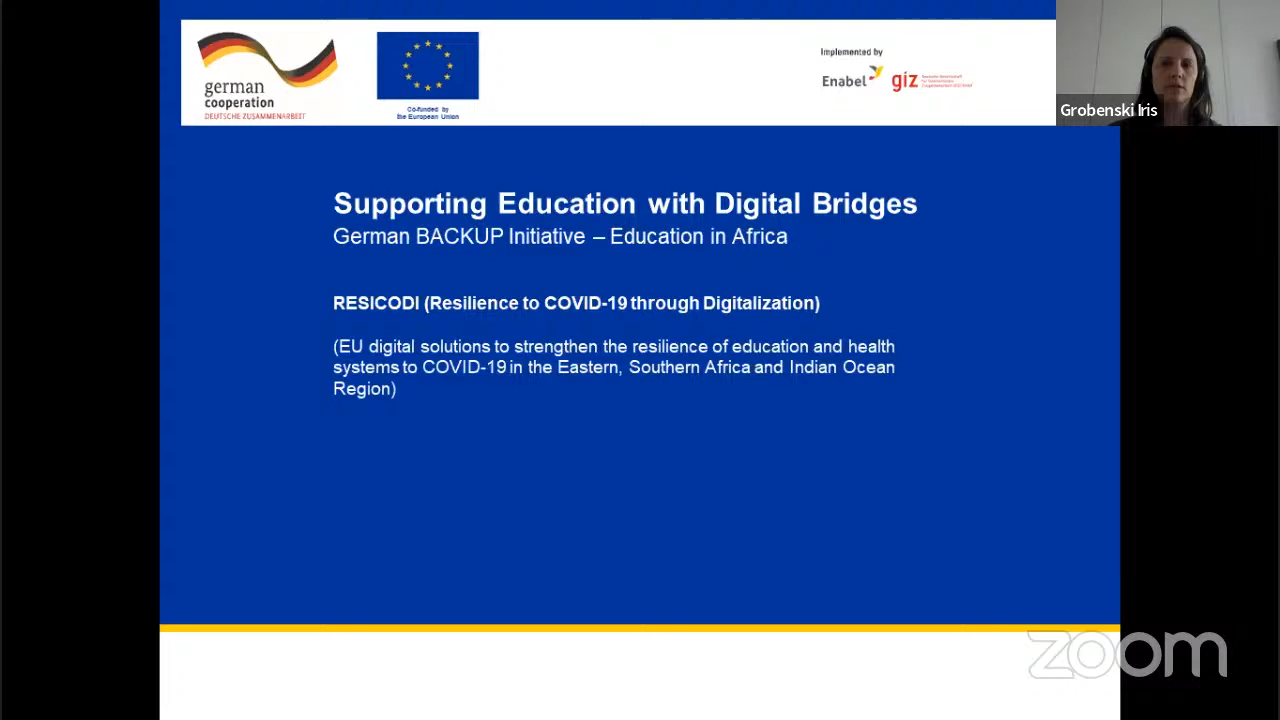 german
cooperation
DEUTSCHE ZUSAMMENARBEIT
Co-funded by
the European Union
Implemented by
Enabel
giz
Grobenski Iris
Supporting Education with Digital Bridges
German BACKUP Initiative – Education in Africa
RESICODI (Resilience to COVID-19 through Digitalization)
(EU digital solutions to strengthen the resilience of education and health
systems to COVID-19 in the Eastern, Southern Africa and Indian Ocean
Region)
zoom